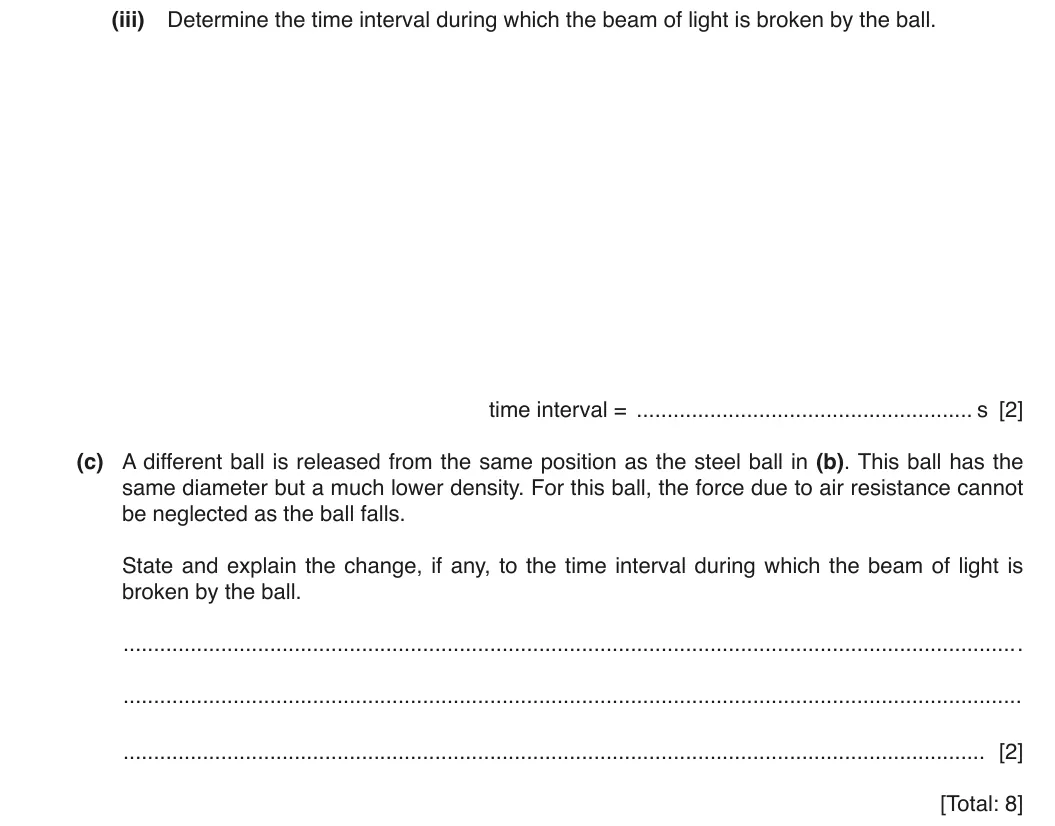 (iii) Determine the time interval during which the beam of light is broken by the ball.
time interval = ....................................................... s [2]
(c) A different ball is released from the same position as the steel ball in (b). This ball has the
same diameter but a much lower density. For this ball, the force due to air resistance cannot
be neglected as the ball falls.
State and explain the change, if any, to the time interval during which the beam of light is
broken by the ball.
...................................................................................................................................................
...................................................................................................................................................
............................................................................................................................................. [2]
[Total: 8]